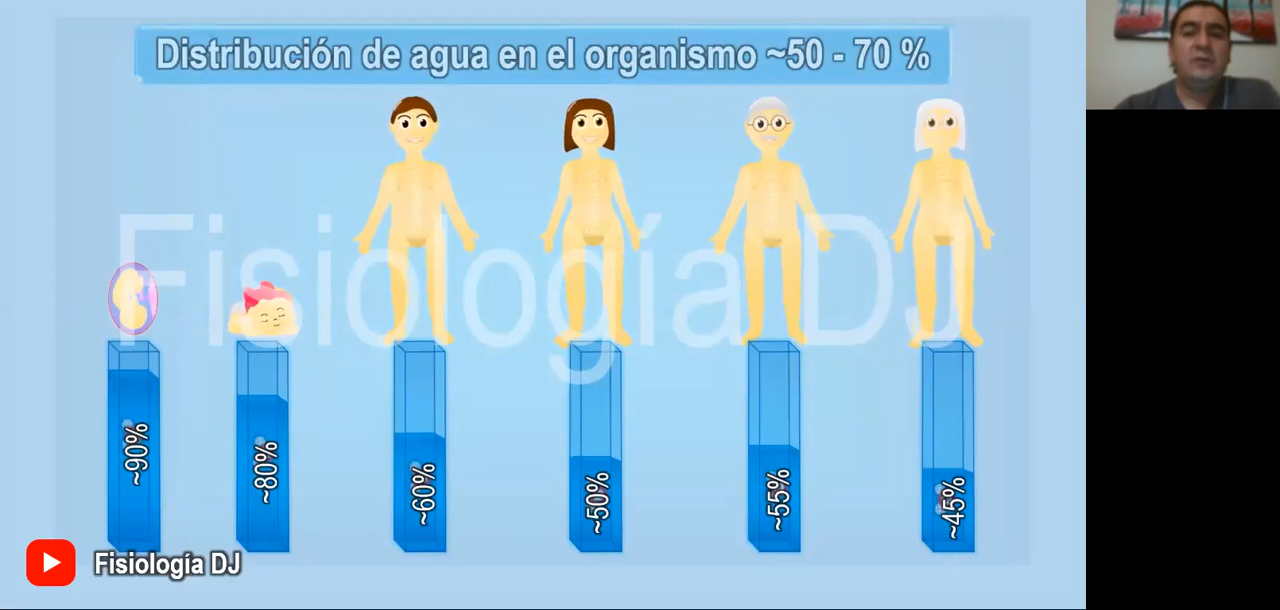 Distribución de agua en el organismo ~50 - 70 %
Fisiología DJ
~90%
~80%
~60%
~50%
~55%
~45%
Fisiología DJ